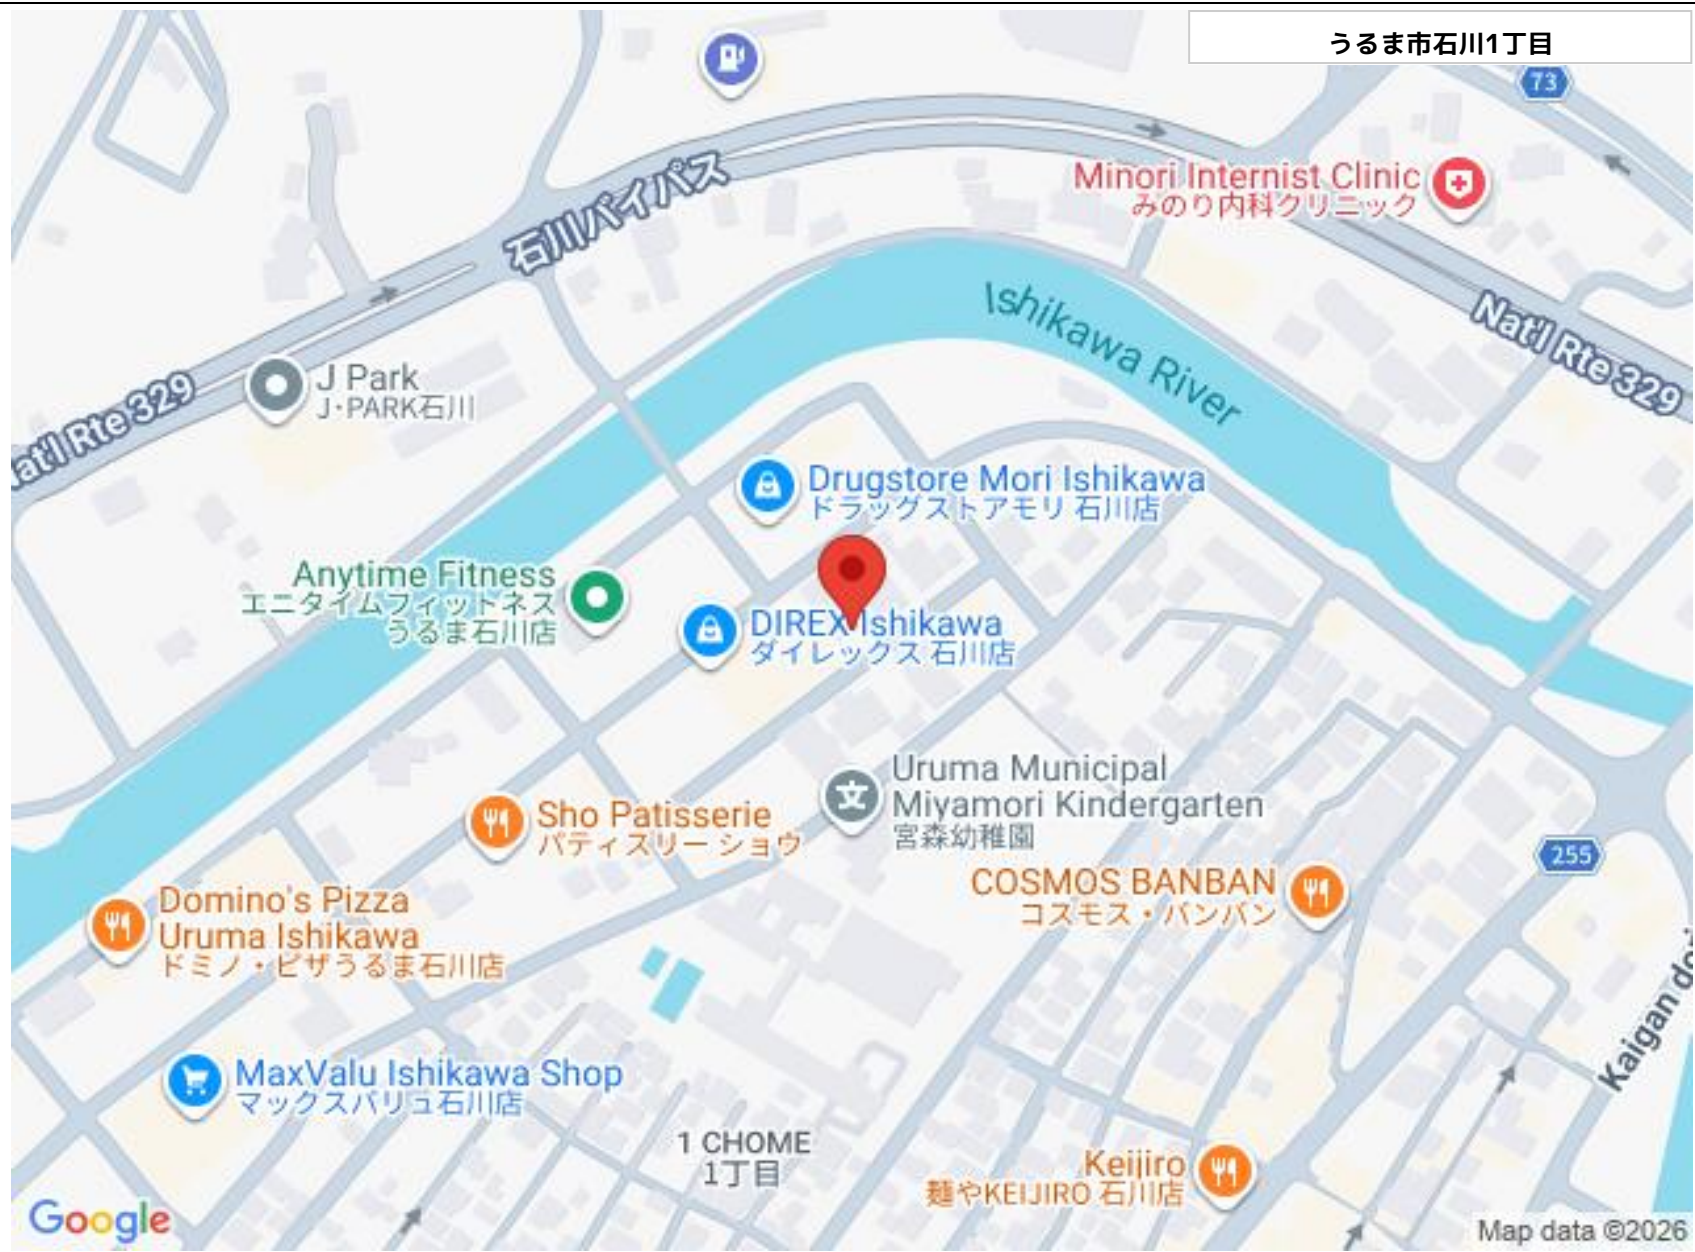 うるま市石川1丁目
73
石川バイパス
Minori Internist Clinic
みのり内科クリニック
Ishikawa River
Nat'l Rte 329
J Park
J・PARK石川
Nat'l Rte 329
Drugstore Mori Ishikawa
ドラッグストアモリ 石川店
Anytime Fitness
エニタイムフィットネス
うるま石川店
DIREX Ishikawa
ダイレックス 石川店
Uruma Municipal
Miyamori Kindergarten
宮森幼稚園
Sho Patisserie
パティスリー ショウ
255
COSMOS BANBAN
コスモス・バンバン
Domino's Pizza
Uruma Ishikawa
ドミノ・ピザうるま石川店
Kaigan dori
MaxValu Ishikawa Shop
マックスバリュ石川店
1 CHOME
1丁目
Keijiro
麺やKEIJIRO 石川店
Google
Map data ©2026